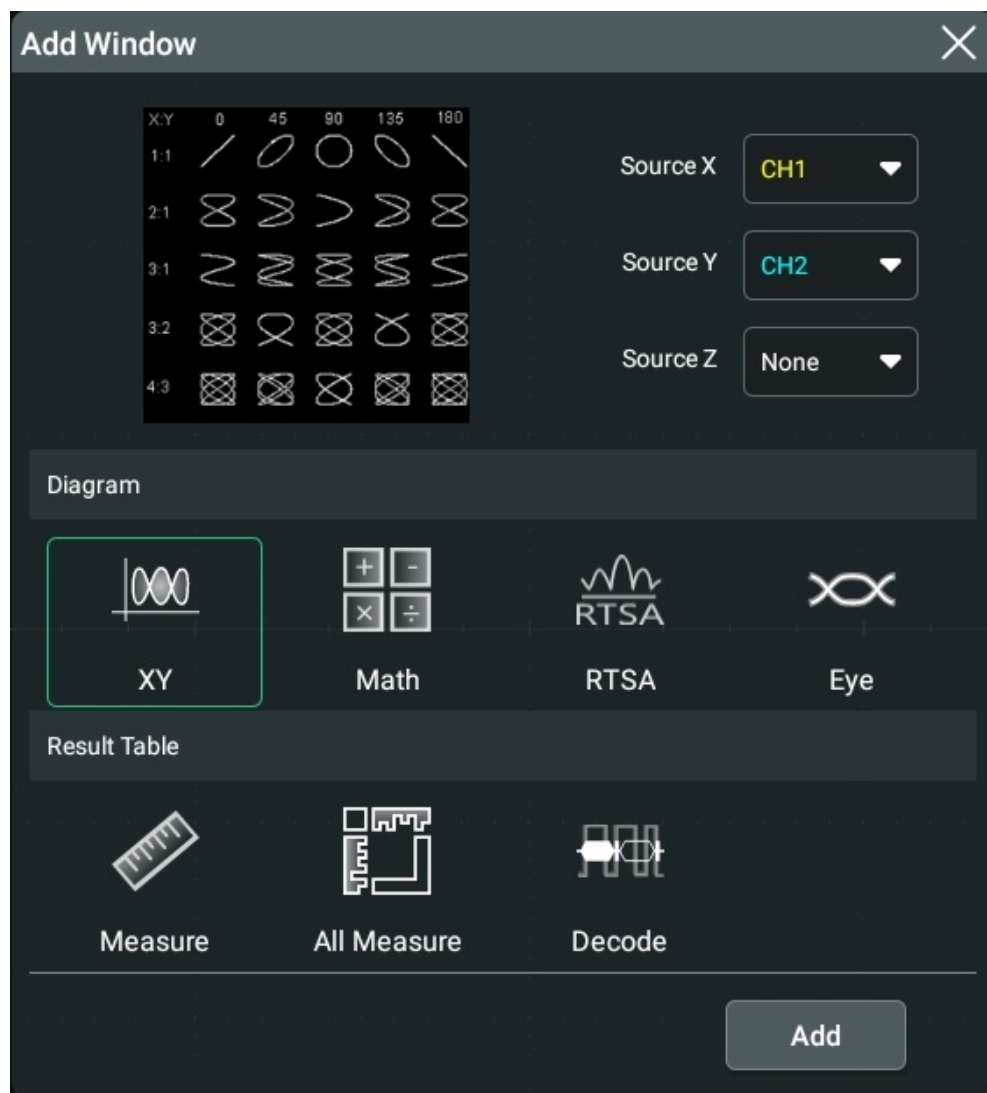 Add Window
X:Y 0 45 90 135 180
1:1
2:1
3:1
3:2
4:3
Source X CH1
Source Y CH2
Source Z None
Diagram
+ - × ÷
RTSA
XY Math RTSA Eye
Result Table
Measure All Measure Decode
Add